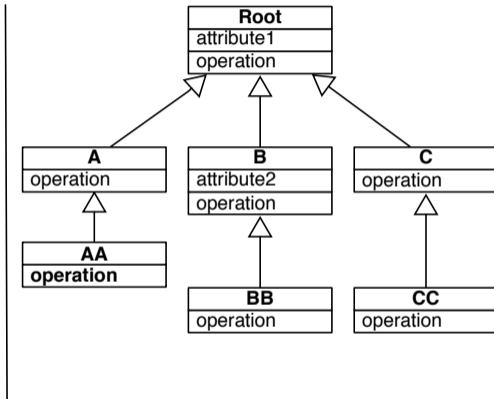 Root
attribute1
operation
A
operation
B
attribute2
operation
C
operation
AA
operation
BB
operation
CC
operation